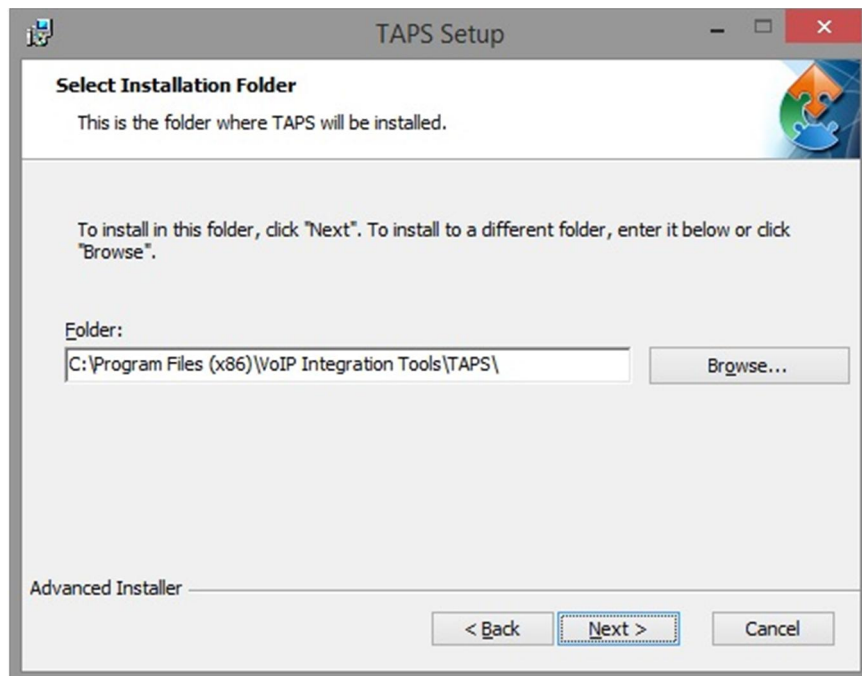 TAPS Setup
Select Installation Folder
This is the folder where TAPS will be installed.
To install in this folder, click "Next". To install to a different folder, enter it below or click
"Browse".
Folder:
C:\Program Files (x86)\VoIP Integration Tools\TAPS\
Browse...
Advanced Installer
< Back
Next >
Cancel